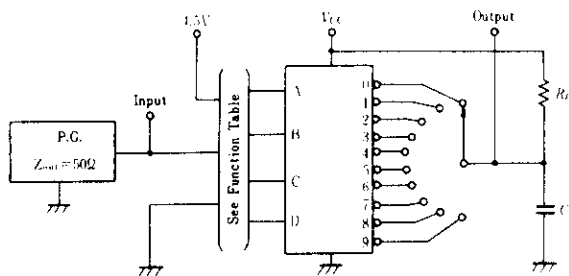 4.5V
VCC
Output
Input
P.G.
Zout=50Ω
See Function Table
A
B
C
D
0
1
2
3
4
5
6
7
8
9
RL
C